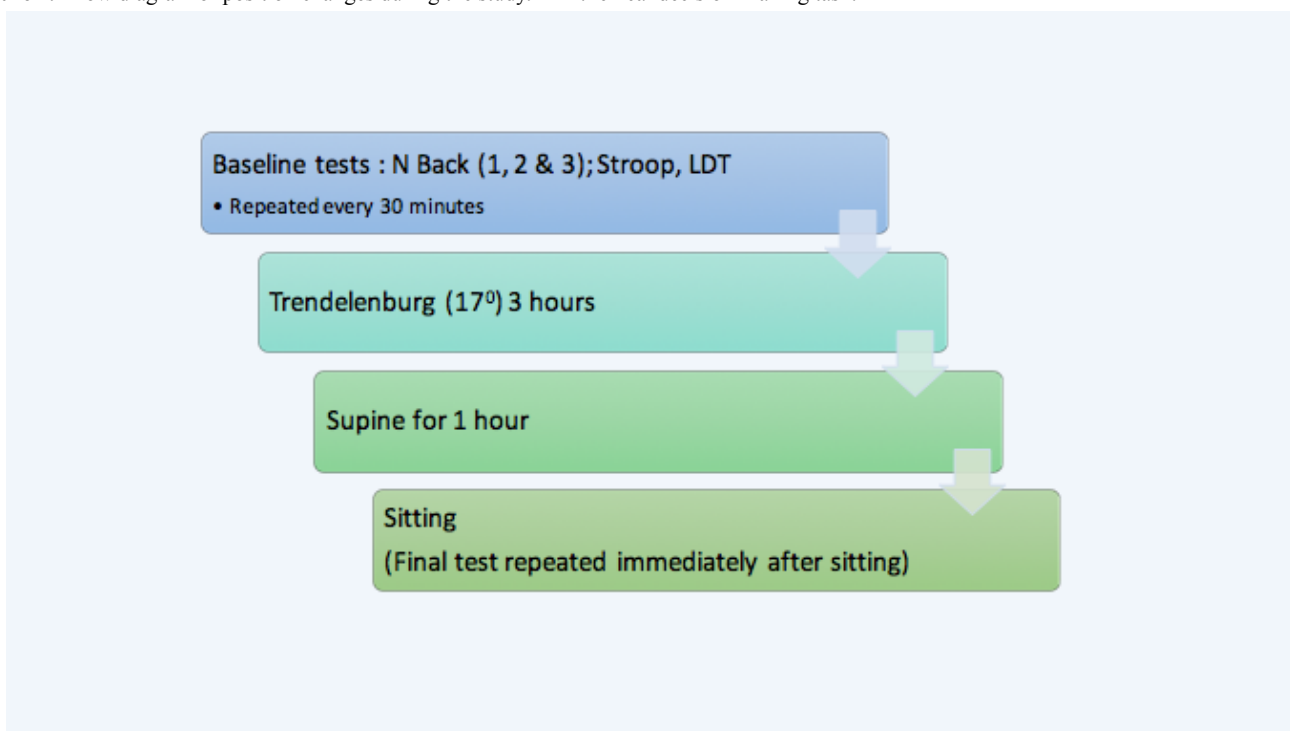 Baseline tests : N Back (1, 2 & 3); Stroop, LDT
• Repeated every 30 minutes
Trendelenburg (17⁰) 3 hours
Supine for 1 hour
Sitting
(Final test repeated immediately after sitting)